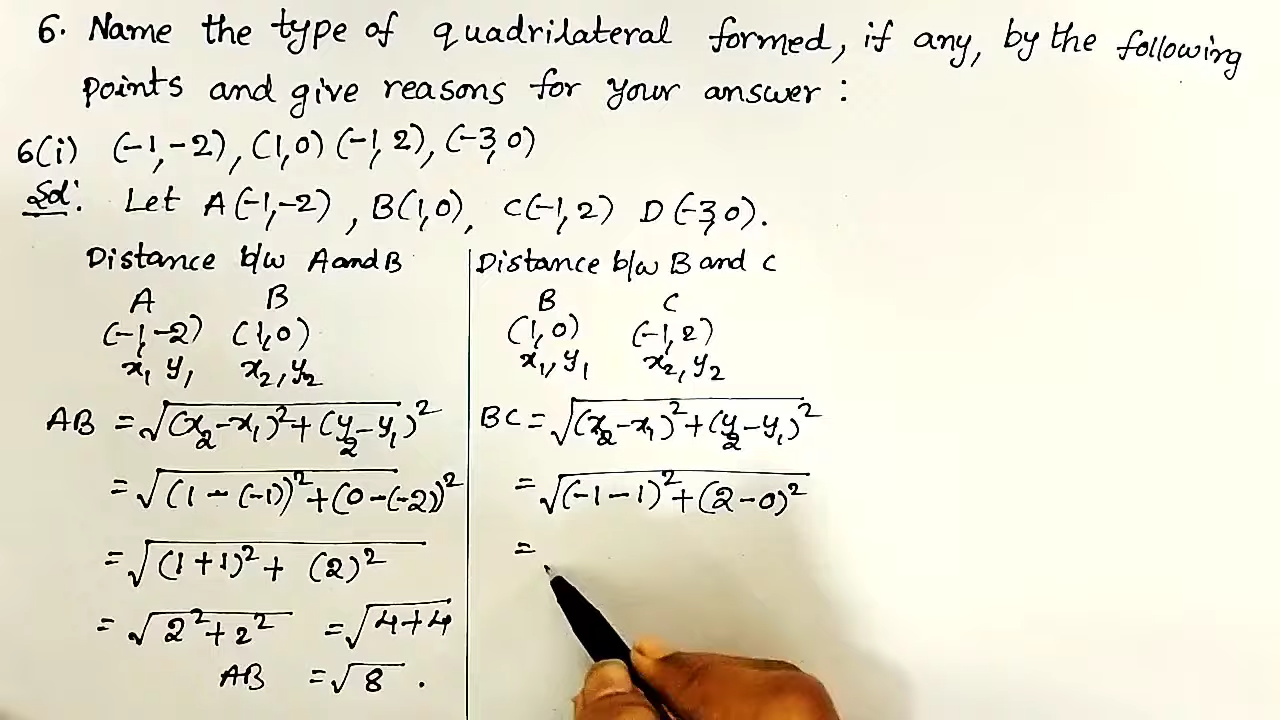 6. Name the type of quadrilateral formed, if any, by the following
points and give reasons for your answer :
6(i) (-1,-2), (1,0) (-1,2), (-3,0)
Sol: Let A(-1,-2), B(1,0), C(-1,2) D(-3,0).
Distance b/w A and B
A B
(-1,-2) (1,0)
x₁ y₁ x₂, y₂
AB = √(x₂-x₁)²+(y₂-y₁)²
= √(1-(-1))²+(0-(-2))²
= √(1+1)²+ (2)²
= √2²+2² = √4+4
AB = √8.
Distance b/w B and C
B C
(1,0) (-1,2)
x₁, y₁ x₂, y₂
BC = √(x₂-x₁)²+(y₂-y₁)²
= √(-1-1)²+(2-0)²
=